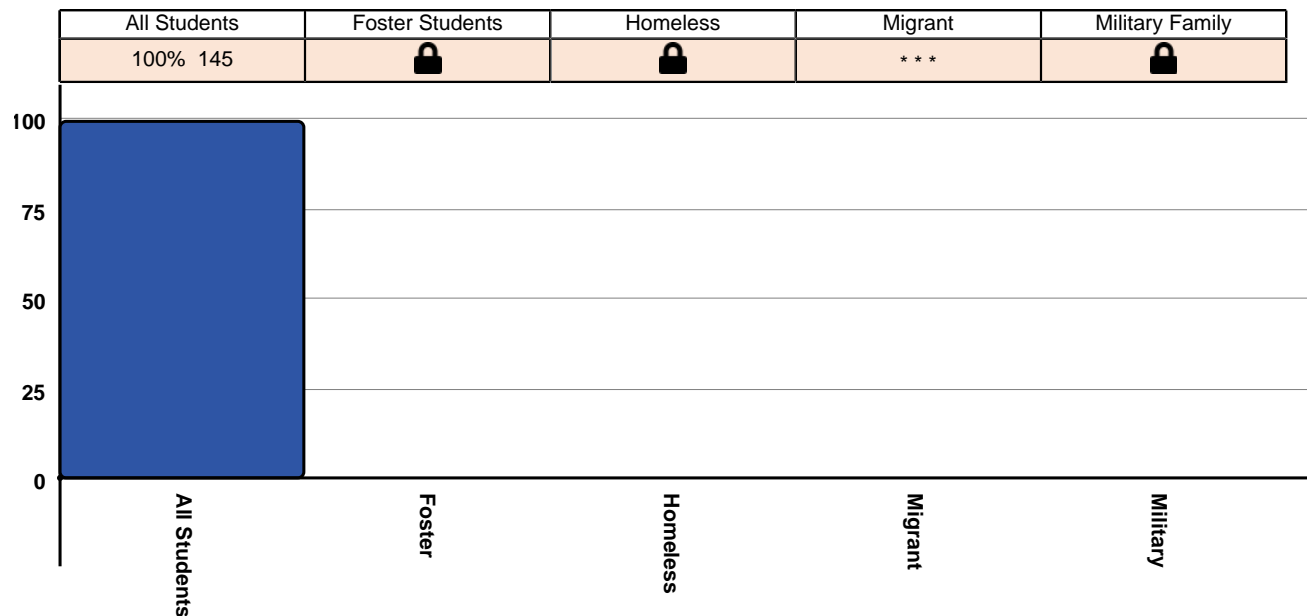 All Students Foster Students Homeless Migrant Military Family
100% 145 * * *
100
75
50
25
0
All Students
Foster
Homeless
Migrant
Military